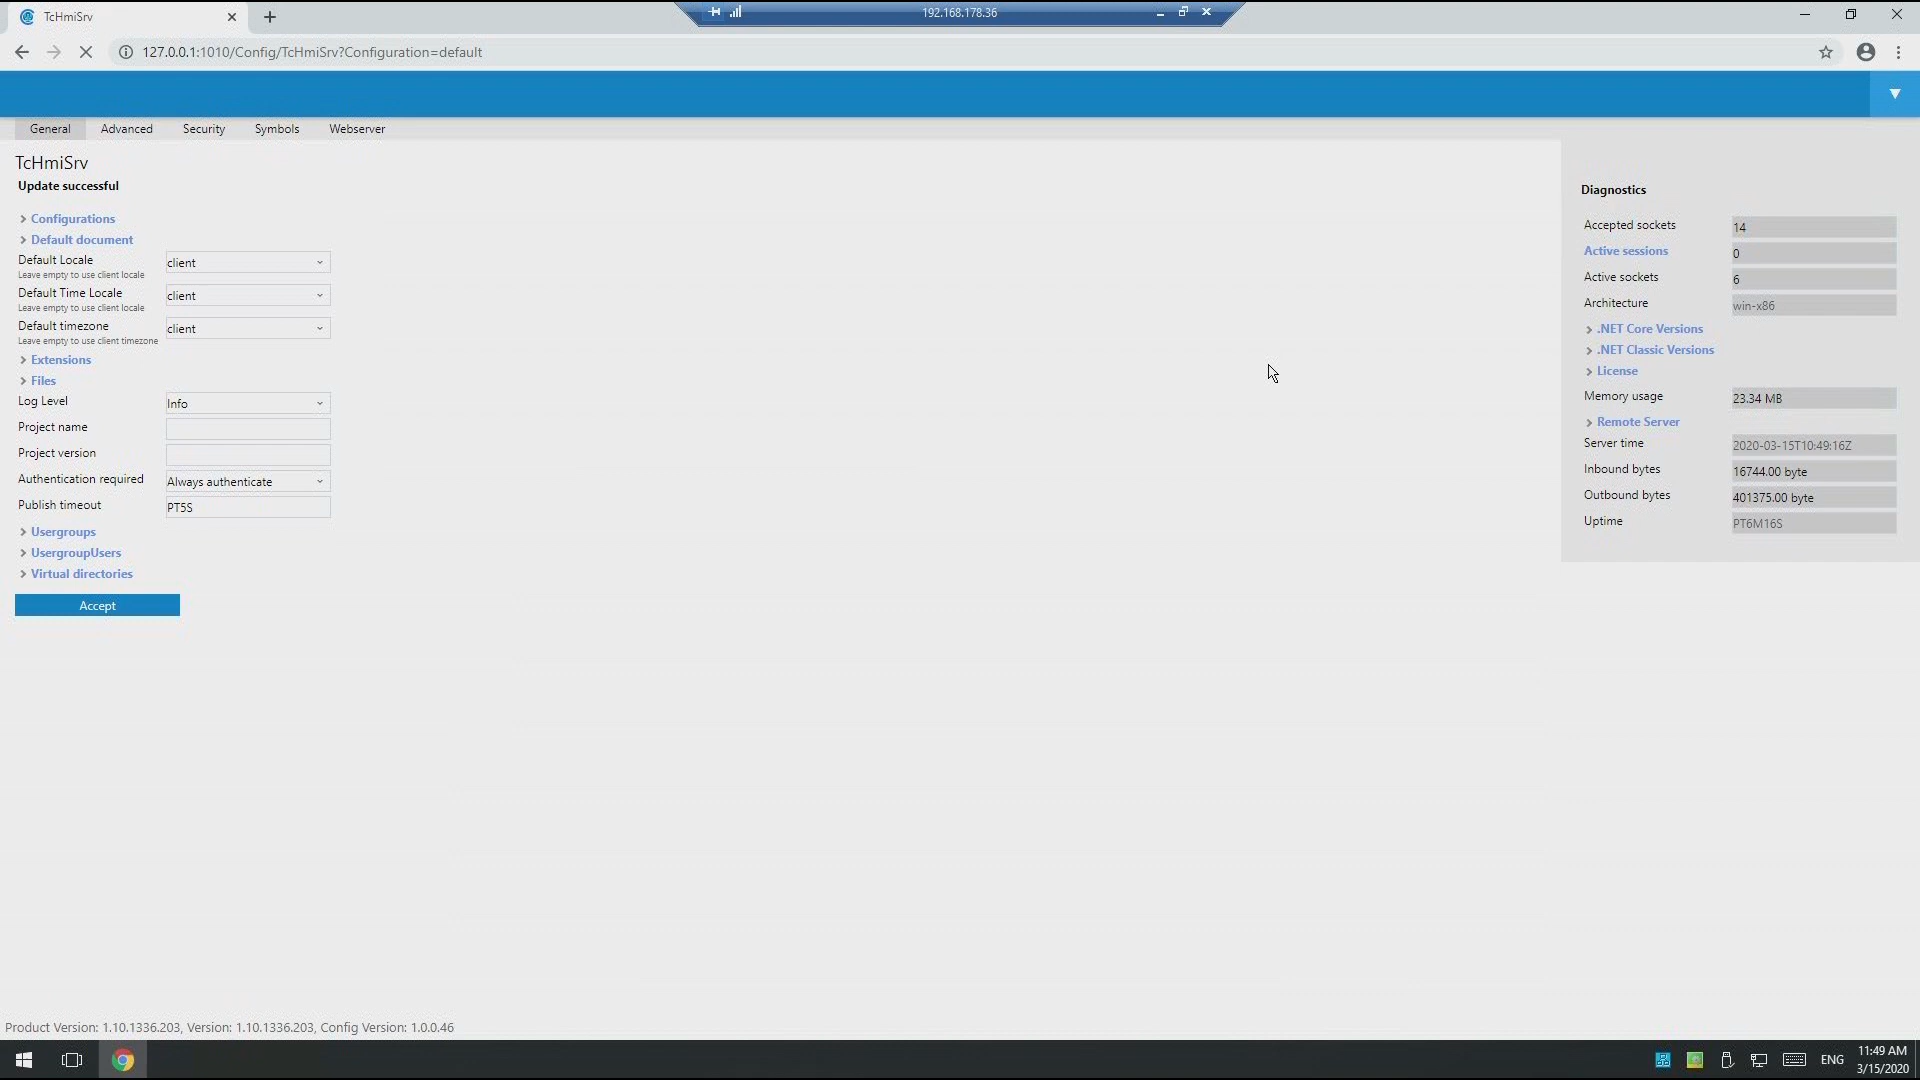 TcHmiSrv
192.168.178.36
127.0.0.1:1010/Config/TcHmiSrv?Configuration=default
General Advanced Security Symbols Webserver
TcHmiSrv
Update successful
Configurations
Default document
Default Locale client
Leave empty to use client locale
Default Time Locale client
Leave empty to use client locale
Default timezone client
Leave empty to use client timezone
Extensions
Files
Log Level Info
Project name
Project version
Authentication required Always authenticate
Publish timeout PT5S
Usergroups
UsergroupUsers
Virtual directories
Accept
Diagnostics
Accepted sockets 14
Active sessions 0
Active sockets 6
Architecture win-x86
.NET Core Versions
.NET Classic Versions
License
Memory usage 23.34 MB
Remote Server
Server time 2020-03-15T10:49:16Z
Inbound bytes 16744.00 byte
Outbound bytes 401375.00 byte
Uptime PT6M16S
Product Version: 1.10.1336.203, Version: 1.10.1336.203, Config Version: 1.0.0.46
ENG
11:49 AM
3/15/2020